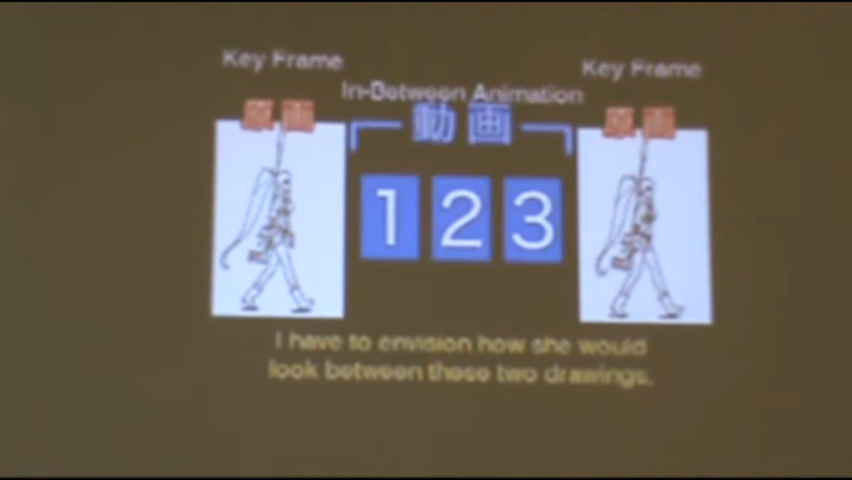 Key Frame
Key Frame
In-Between Animation
動画
1 2 3
I have to envision how she would
look between these two drawings.